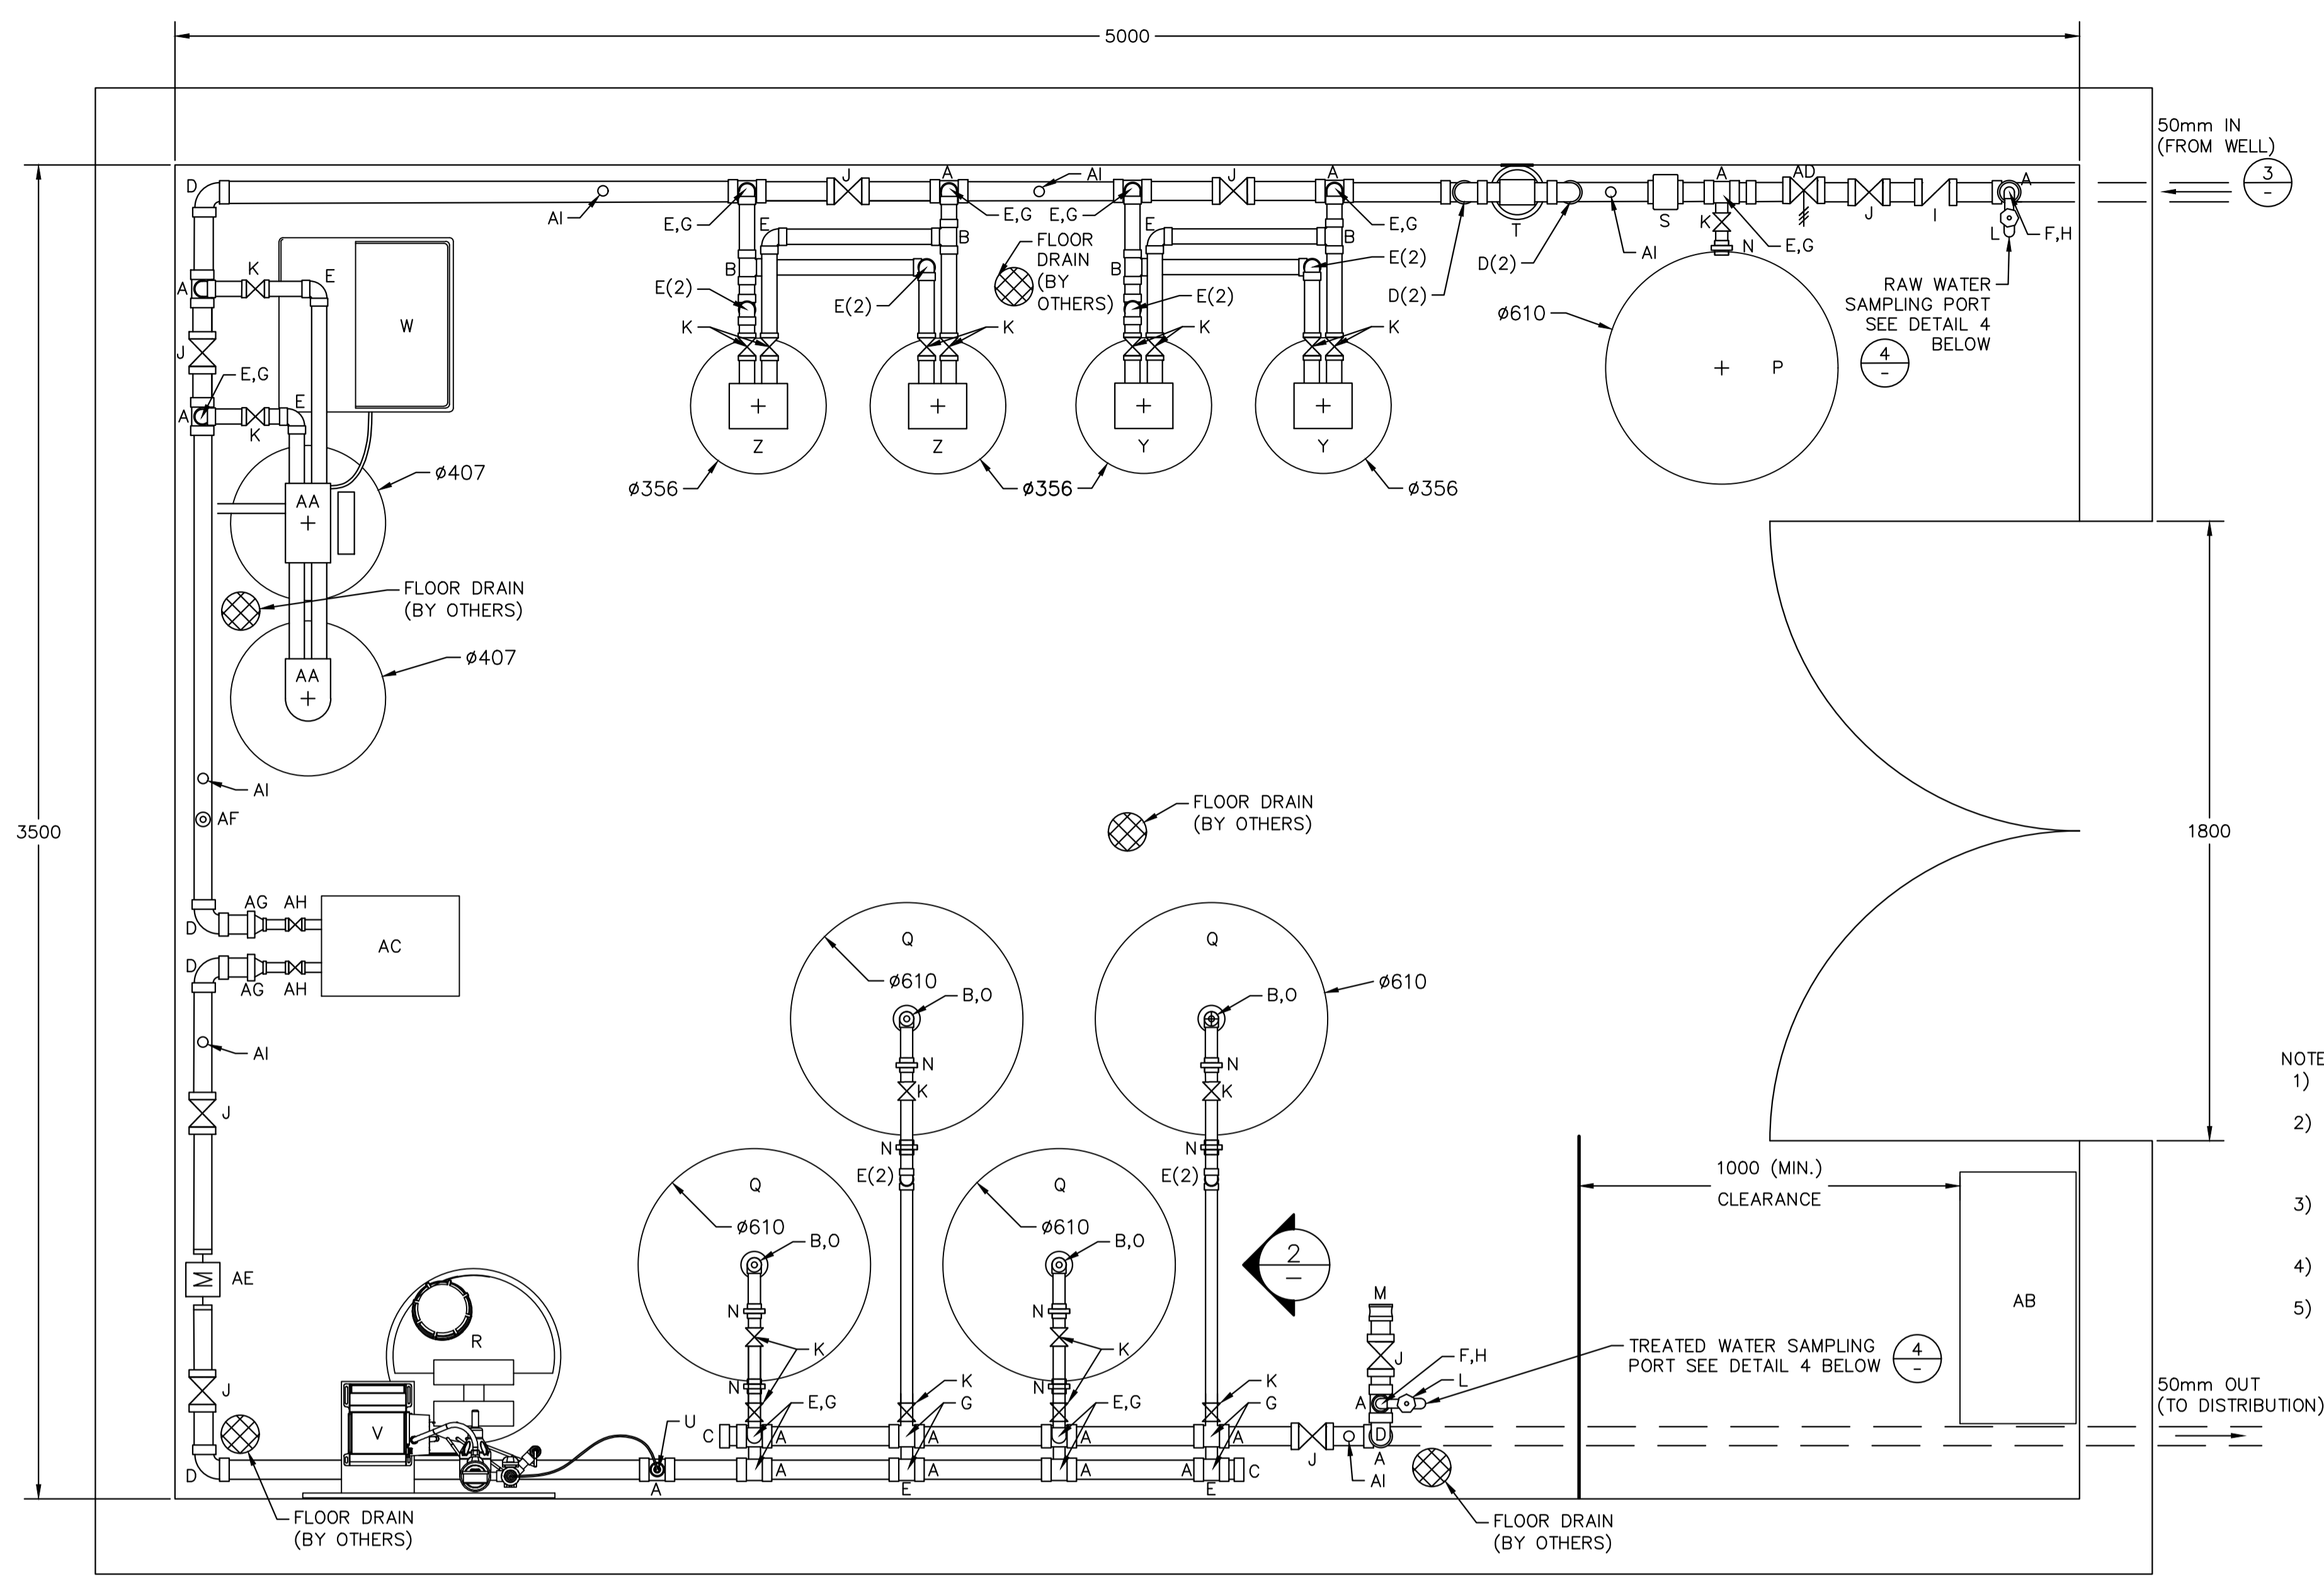 5000
50mm IN
(FROM WELL)
3
-
D
AI
E,G
J
A
AI
E,G
E,G
J
A
E,G
T
D(2)
D(2)
AI
S
A
K
N
E,G
AD
J
I
A
L
F,H
RAW WATER
SAMPLING PORT
SEE DETAIL 4
BELOW
4
-
FLOOR
DRAIN
(BY
OTHERS)
E
B
B
E(2)
E(2)
K
K
E
B
B
E(2)
E(2)
K
K
Z
Z
Y
Y
ø356
ø356
ø356
ø610
P
K
E
A
W
J
E,G
A
E
K
ø407
AA
FLOOR DRAIN
(BY OTHERS)
ø407
AA
AI
AF
3500
1800
FLOOR DRAIN
(BY OTHERS)
AG
AH
D
AC
D
AG
AH
AI
J
Q
ø610
B,O
N
K
N
E(2)
Q
ø610
B,O
N
K
N
E(2)
Q
ø610
B,O
N
K
N
Q
ø610
B,O
N
K
N
2
-
1000 (MIN.)
CLEARANCE
AB
NOTE
1)
2)
3)
4)
5)
M
AE
R
J
V
D
U
A
C
E,G
A
A
K
G
A
A
E
E,G
A
A
K
G
A
A
E
C
J
AI
M
J
F,H
L
A
D
A
TREATED WATER SAMPLING
PORT SEE DETAIL 4 BELOW
4
-
50mm OUT
(TO DISTRIBUTION)
FLOOR DRAIN
(BY OTHERS)
FLOOR DRAIN
(BY OTHERS)